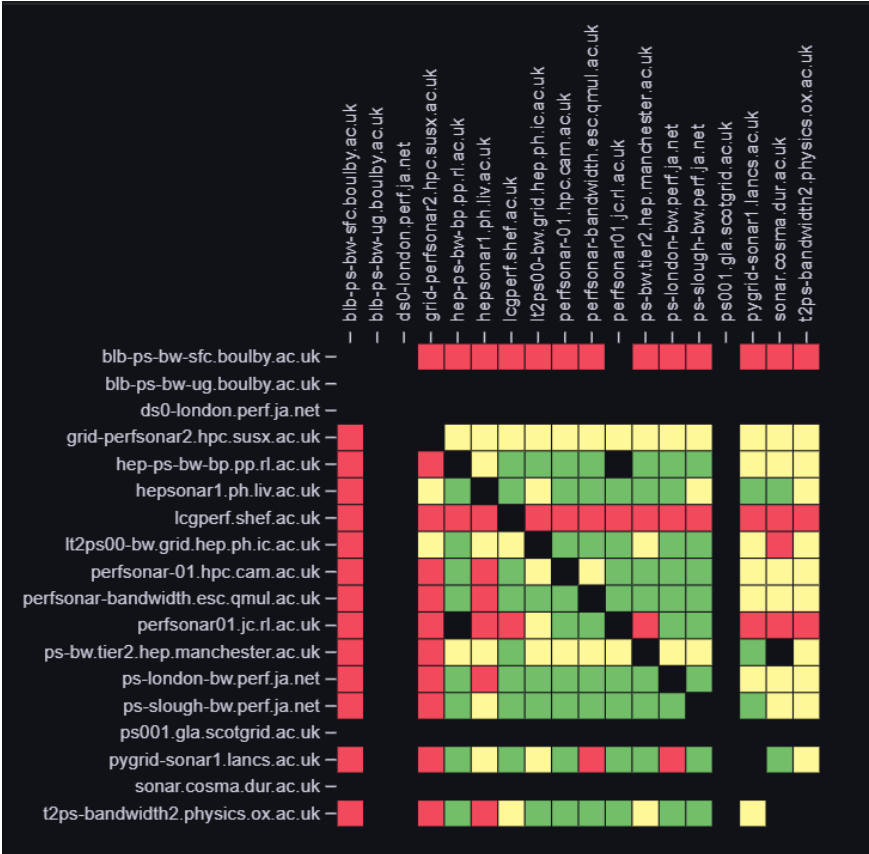 blb-ps-bw-sfc.boulby.ac.uk
blb-ps-bw-ug.boulby.ac.uk
ds0-london.perf.ja.net
grid-perfsonar2.hpc.susx.ac.uk
hep-ps-bw-bp.pp.rl.ac.uk
hepsonar1.ph.liv.ac.uk
lcgperf.shef.ac.uk
lt2ps00-bw.grid.hep.ph.ic.ac.uk
perfsonar-01.hpc.cam.ac.uk
perfsonar-bandwidth.esc.qmul.ac.uk
perfsonar01.jc.rl.ac.uk
ps-bw.tier2.hep.manchester.ac.uk
ps-london-bw.perf.ja.net
ps-slough-bw.perf.ja.net
ps001.gla.scotgrid.ac.uk
pygrid-sonar1.lancs.ac.uk
sonar.cosma.dur.ac.uk
t2ps-bandwidth2.physics.ox.ac.uk
blb-ps-bw-sfc.boulby.ac.uk
blb-ps-bw-ug.boulby.ac.uk
ds0-london.perf.ja.net
grid-perfsonar2.hpc.susx.ac.uk
hep-ps-bw-bp.pp.rl.ac.uk
hepsonar1.ph.liv.ac.uk
lcgperf.shef.ac.uk
lt2ps00-bw.grid.hep.ph.ic.ac.uk
perfsonar-01.hpc.cam.ac.uk
perfsonar-bandwidth.esc.qmul.ac.uk
perfsonar01.jc.rl.ac.uk
ps-bw.tier2.hep.manchester.ac.uk
ps-london-bw.perf.ja.net
ps-slough-bw.perf.ja.net
ps001.gla.scotgrid.ac.uk
pygrid-sonar1.lancs.ac.uk
sonar.cosma.dur.ac.uk
t2ps-bandwidth2.physics.ox.ac.uk